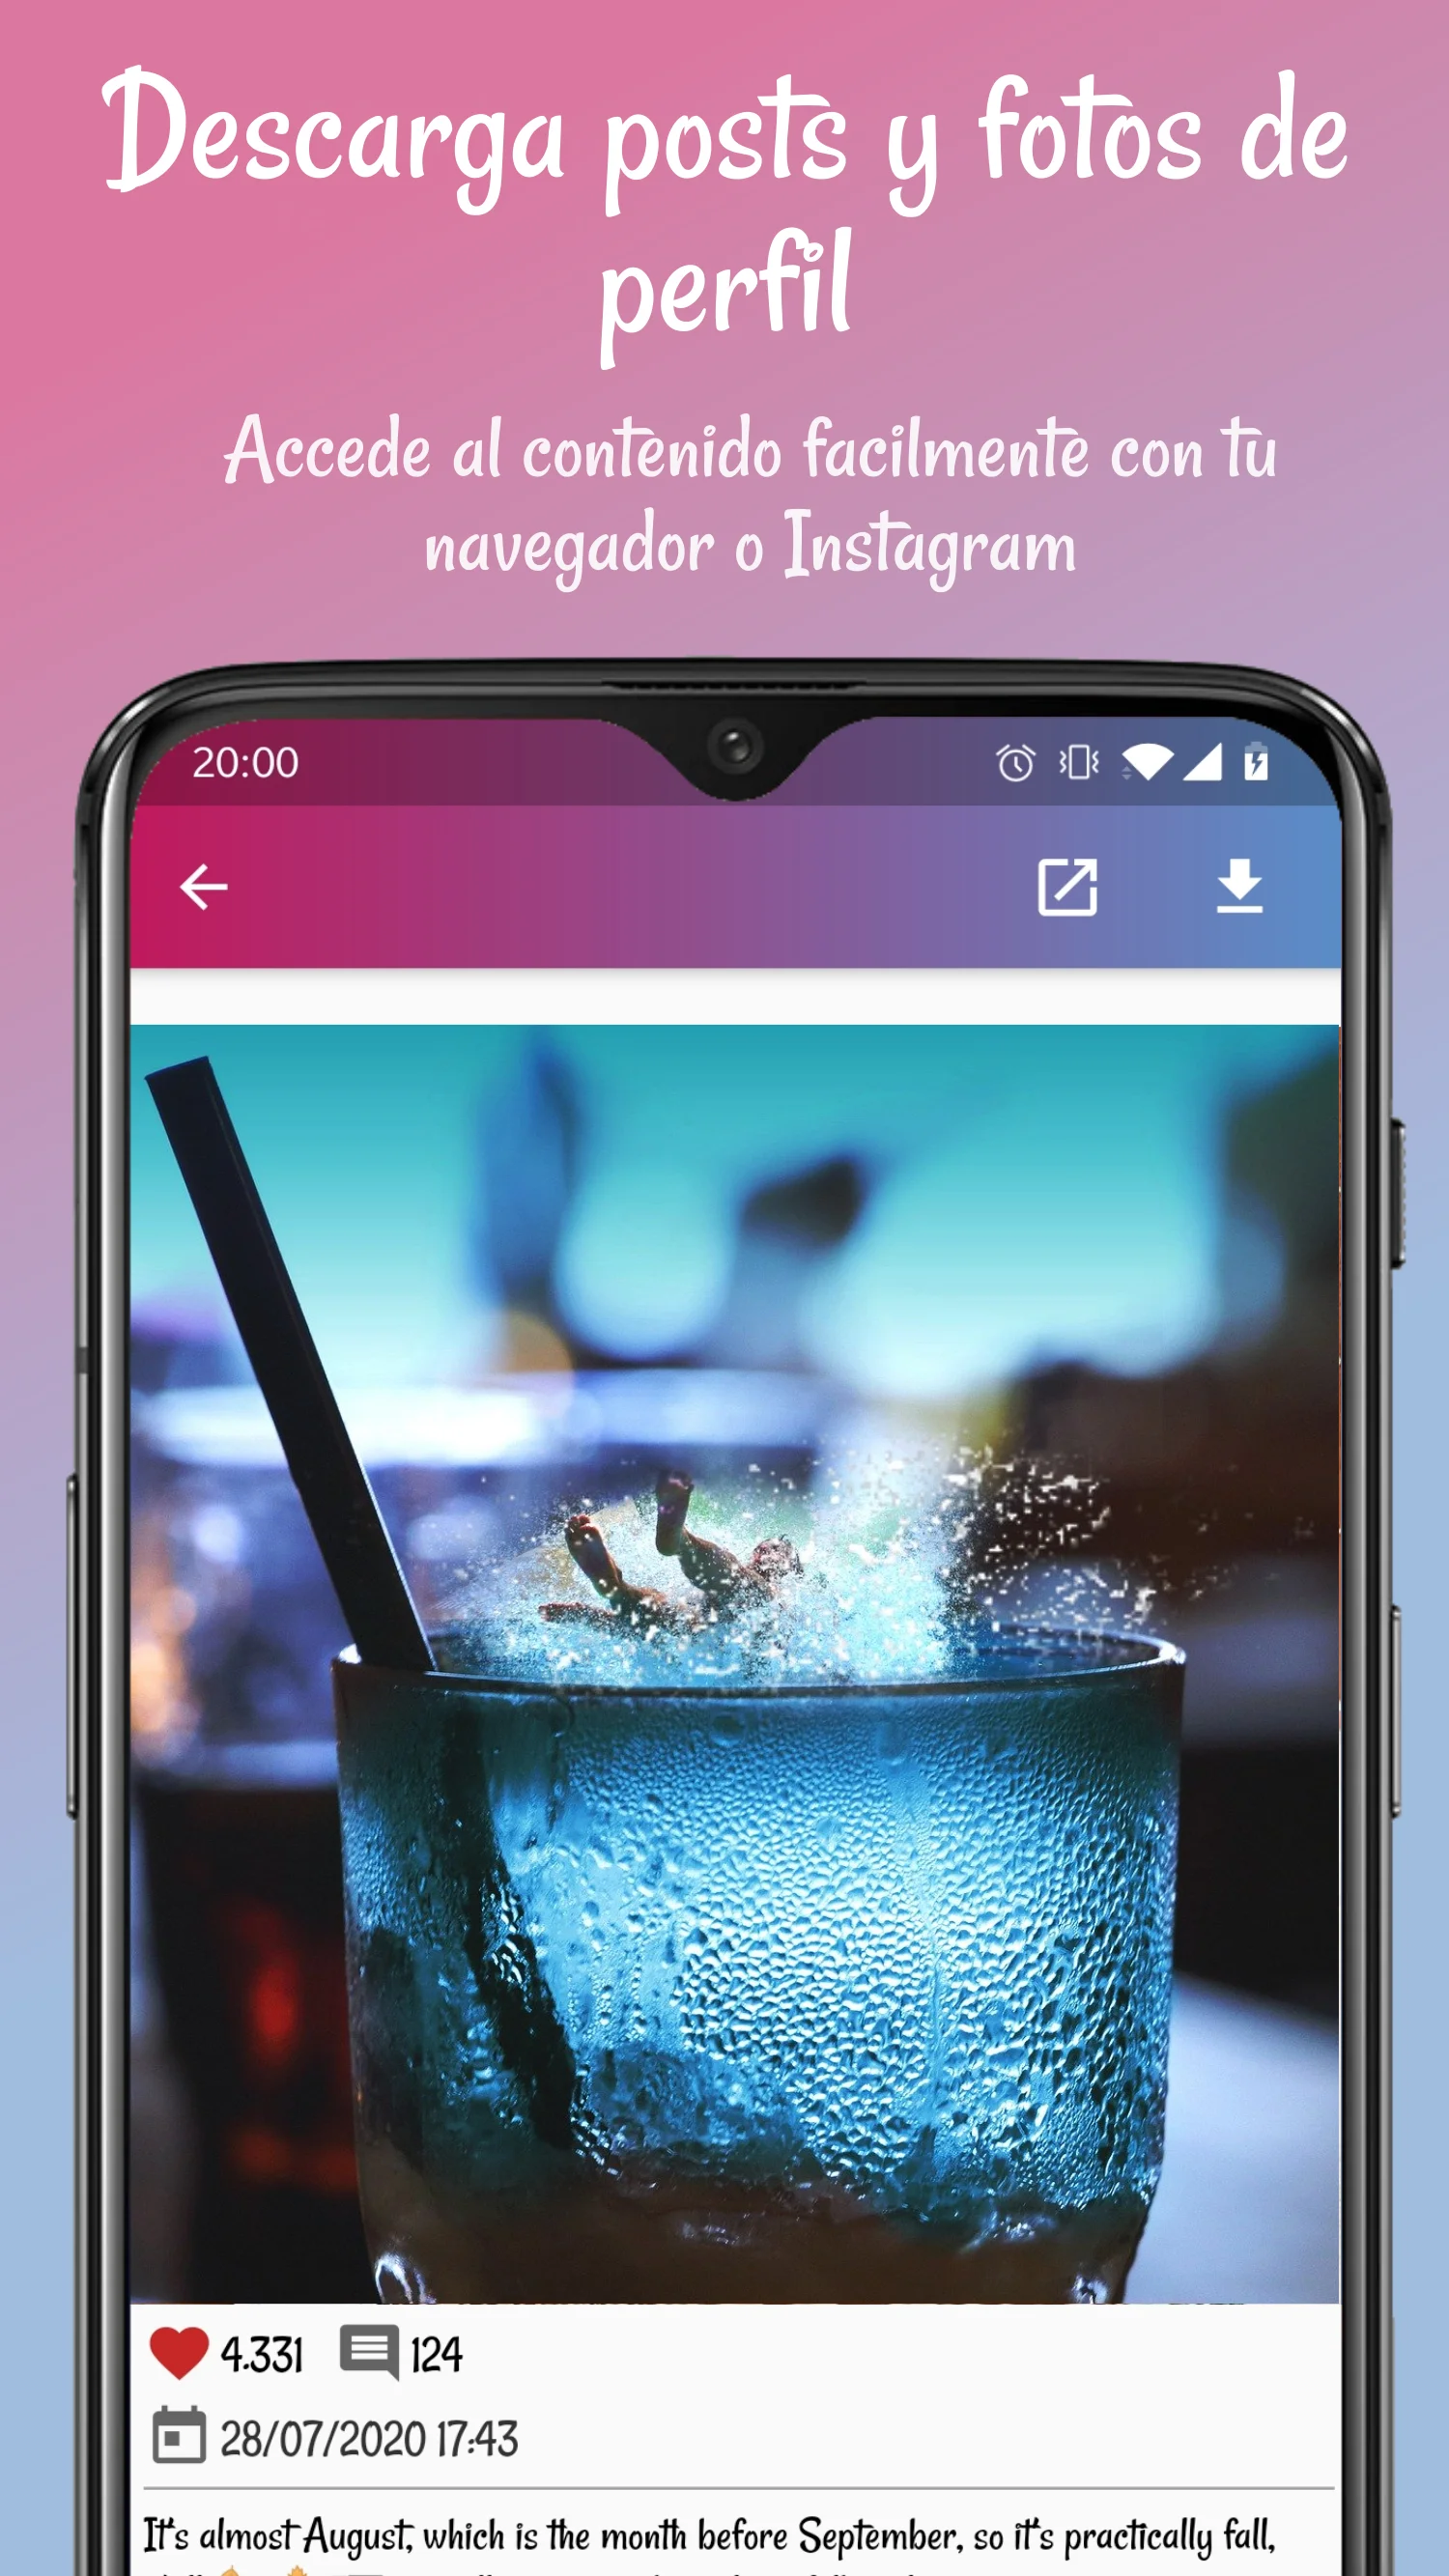 Descarga posts y fotos de
perfil
Accede al contenido facilmente con tu
navegador o Instagram
20:00
4.331 124
28/07/2020 17:43
It's almost August, which is the month before September, so it's practically fall,